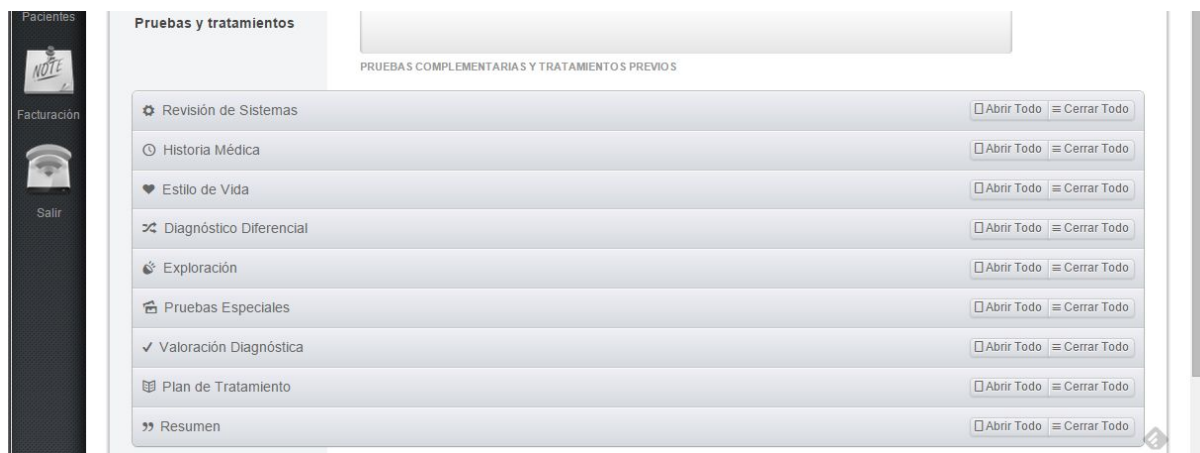 Pacientes
NOTE
Facturación
Salir
Pruebas y tratamientos
PRUEBAS COMPLEMENTARIAS Y TRATAMIENTOS PREVIOS
Revisión de Sistemas Abrir Todo Cerrar Todo
Historia Médica Abrir Todo Cerrar Todo
Estilo de Vida Abrir Todo Cerrar Todo
Diagnóstico Diferencial Abrir Todo Cerrar Todo
Exploración Abrir Todo Cerrar Todo
Pruebas Especiales Abrir Todo Cerrar Todo
Valoración Diagnóstica Abrir Todo Cerrar Todo
Plan de Tratamiento Abrir Todo Cerrar Todo
Resumen Abrir Todo Cerrar Todo